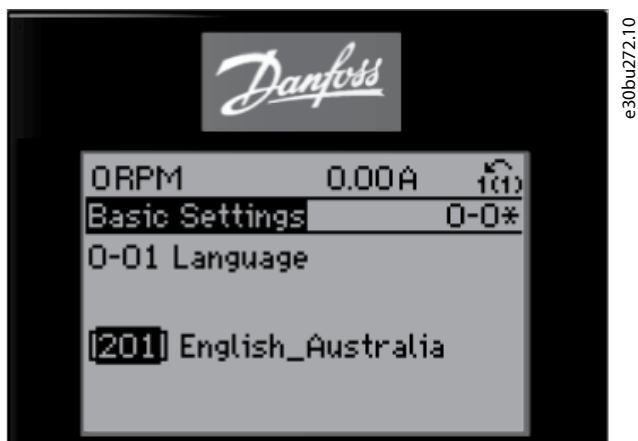 Danfoss
0RPM 0.00A 1(1)
Basic Settings 0-0*
0-01 Language
[201] English_Australia
e30bu272.10